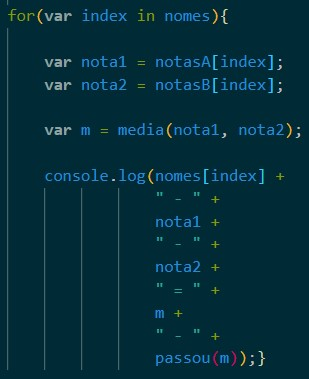 for(var index in nomes){
var nota1 = notasA[index];
var nota2 = notasB[index];
var m = media(nota1, nota2);
console.log(nomes[index] +
" - " +
nota1 +
" - " +
nota2 +
" = " +
m +
" - " +
passou(m));}